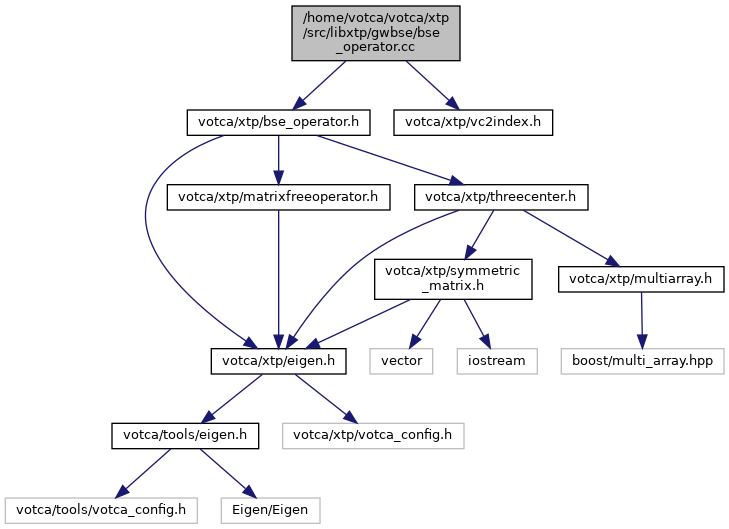 /home/votca/votca/xtp
/src/libxtp/gwbse/bse
_operator.cc
votca/xtp/bse_operator.h
votca/xtp/vc2index.h
votca/xtp/matrixfreeoperator.h
votca/xtp/threecenter.h
votca/xtp/symmetric
_matrix.h
votca/xtp/multiarray.h
votca/xtp/eigen.h
vector
iostream
boost/multi_array.hpp
votca/tools/eigen.h
votca/xtp/votca_config.h
votca/tools/votca_config.h
Eigen/Eigen